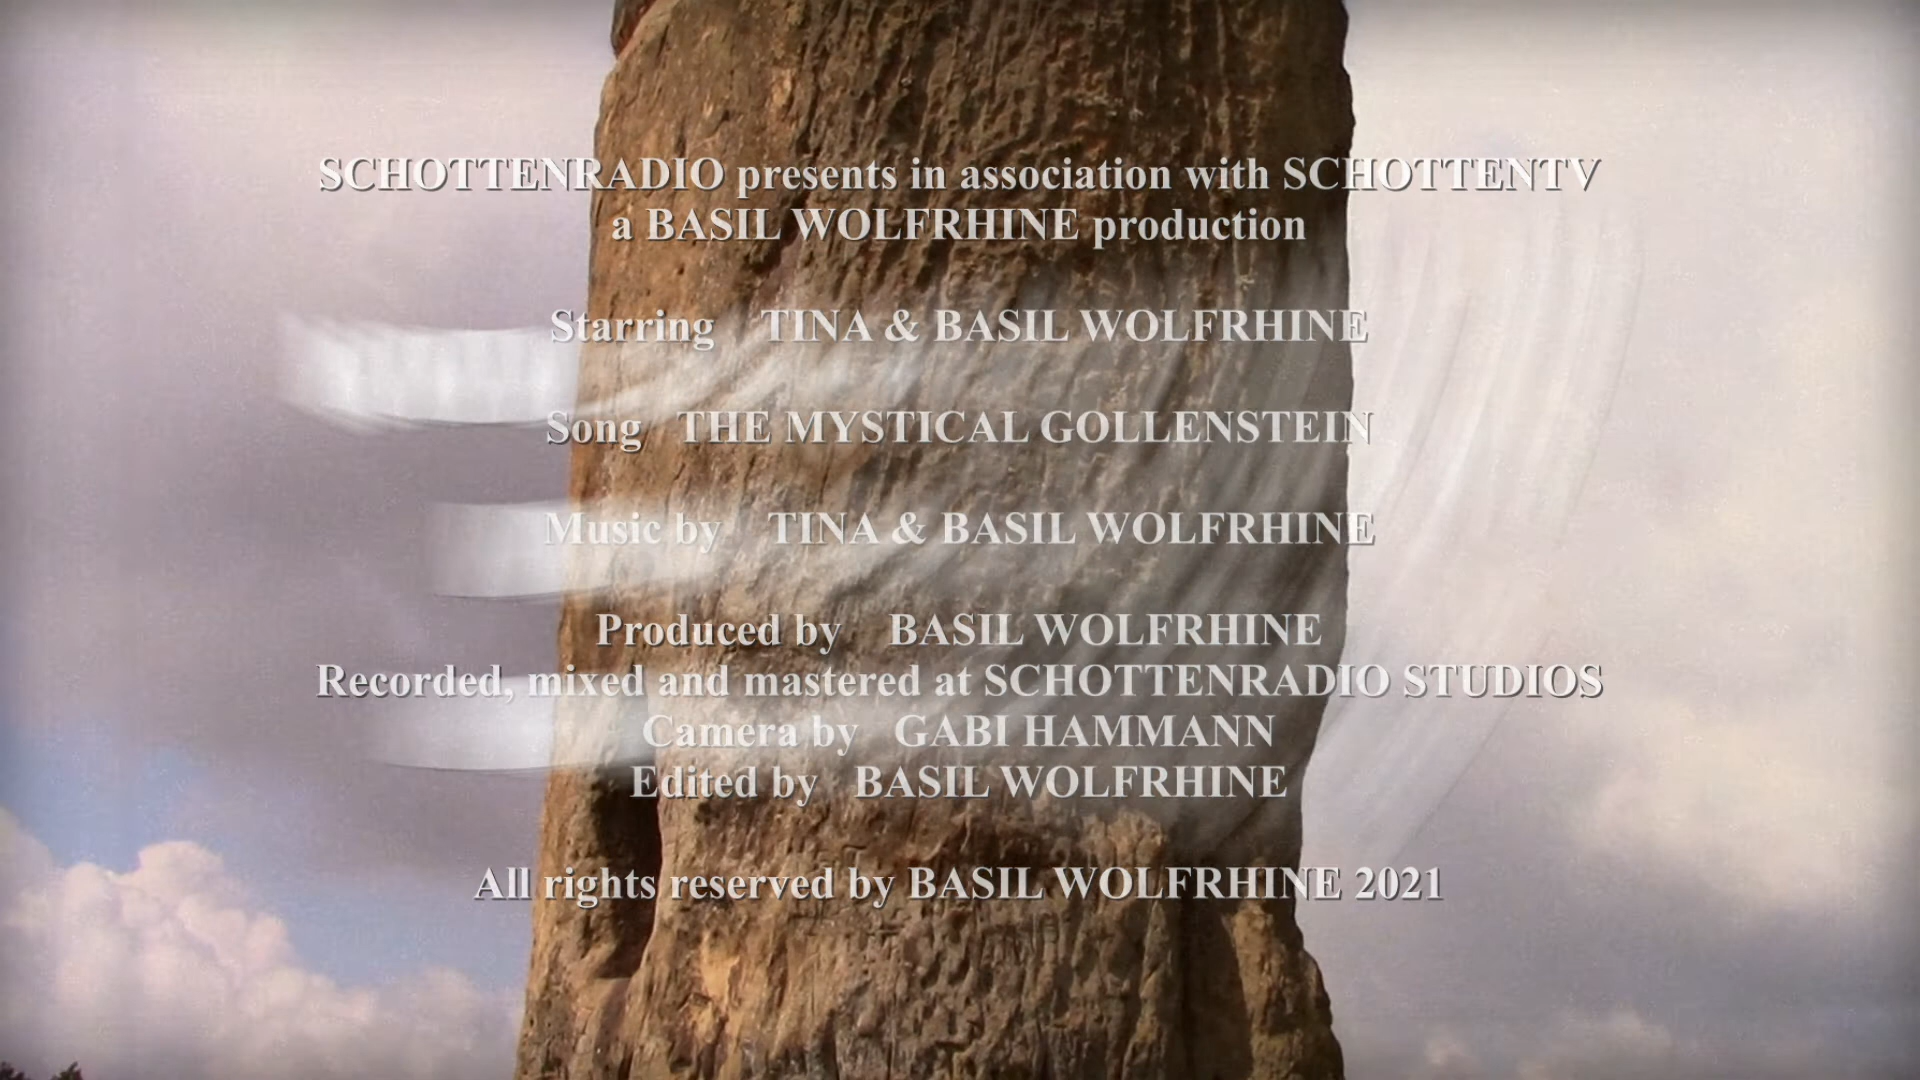 SCHOTTENRADIO presents in association with SCHOTTENTV
a BASIL WOLFRHINE production
Starring TINA & BASIL WOLFRHINE
Song THE MYSTICAL GOLLENSTEIN
Music by TINA & BASIL WOLFRHINE
Produced by BASIL WOLFRHINE
Recorded, mixed and mastered at SCHOTTENRADIO STUDIOS
Camera by GABI HAMMANN
Edited by BASIL WOLFRHINE
All rights reserved by BASIL WOLFRHINE 2021